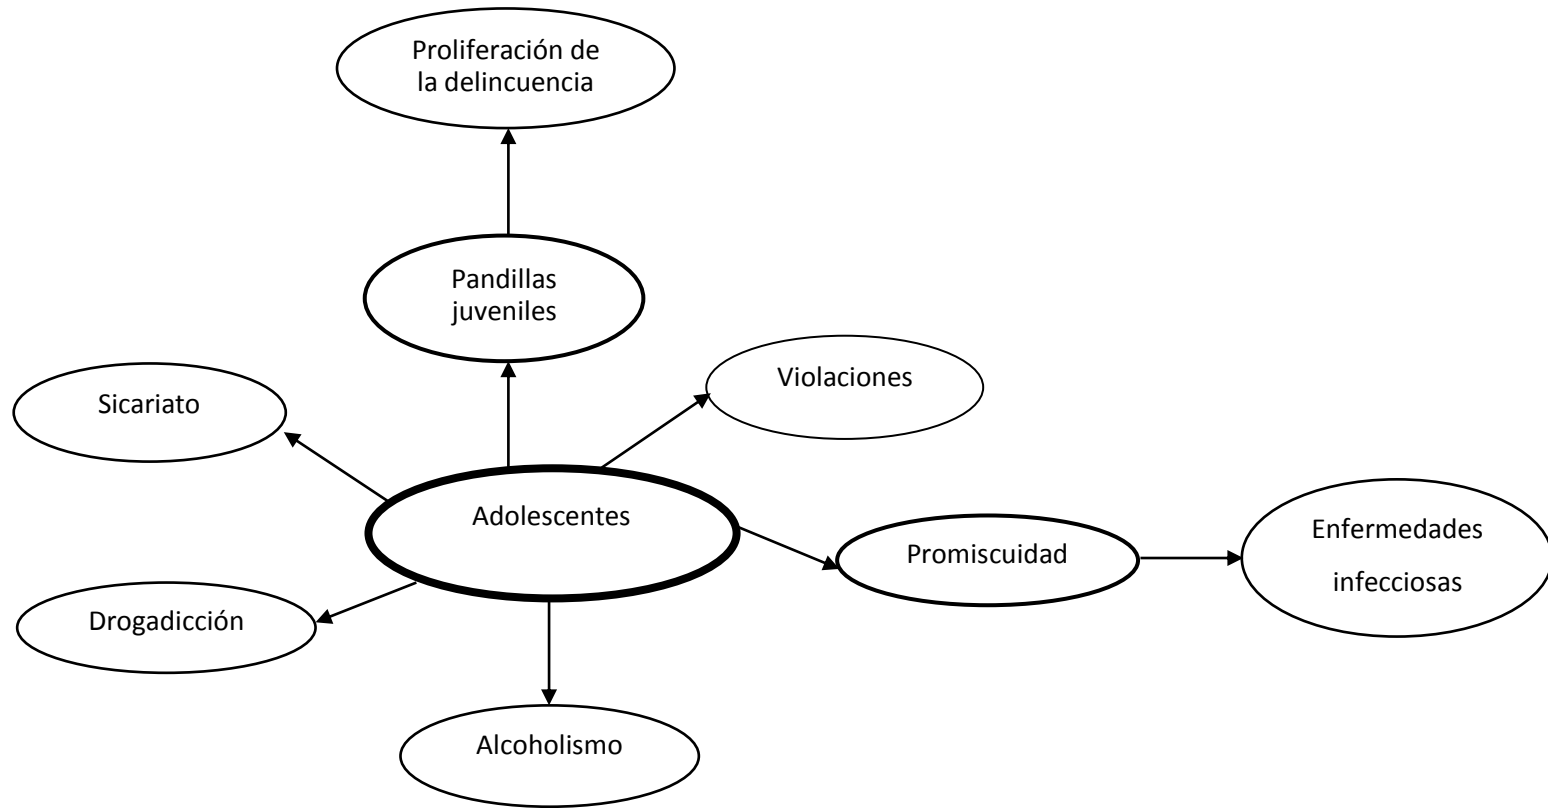 Proliferación de
la delincuencia
Pandillas
juveniles
Violaciones
Sicariato
Adolescentes
Promiscuidad
Enfermedades
infecciosas
Drogadicción
Alcoholismo